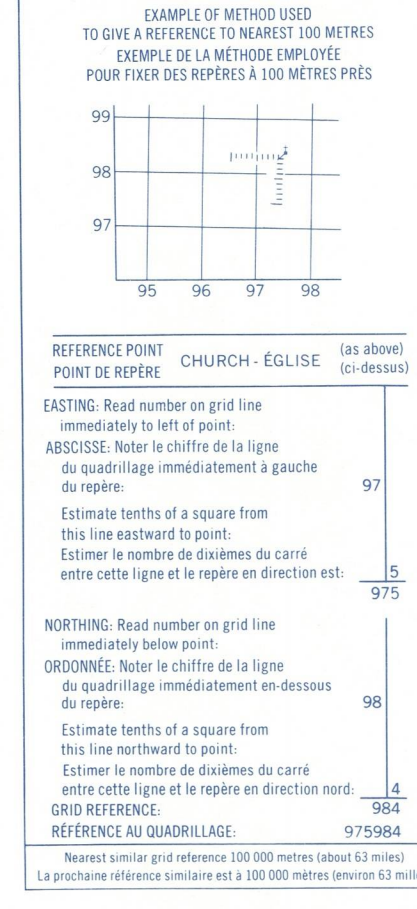 EXAMPLE OF METHOD USED
TO GIVE A REFERENCE TO NEAREST 100 METRES
EXEMPLE DE LA MÉTHODE EMPLOYÉE
POUR FIXER DES REPÈRES À 100 MÈTRES PRÈS
99
98
97
95 96 97 98
REFERENCE POINT
POINT DE REPÈRE
CHURCH - ÉGLISE
(as above)
(ci-dessus)
EASTING: Read number on grid line
immediately to left of point:
ABSCISSE: Noter le chiffre de la ligne
du quadrillage immédiatement à gauche
du repère: 97
Estimate tenths of a square from
this line eastward to point:
Estimer le nombre de dixièmes du carré
entre cette ligne et le repère en direction est: 5
975
NORTHING: Read number on grid line
immediately below point:
ORDONNÉE: Noter le chiffre de la ligne
du quadrillage immédiatement en-dessous
du repère: 98
Estimate tenths of a square from
this line northward to point:
Estimer le nombre de dixièmes du carré
entre cette ligne et le repère en direction nord: 4
GRID REFERENCE: 984
RÉFÉRENCE AU QUADRILLAGE: 975984
Nearest similar grid reference 100 000 metres (about 63 miles)
La prochaine référence similaire est à 100 000 mètres (environ 63 mill